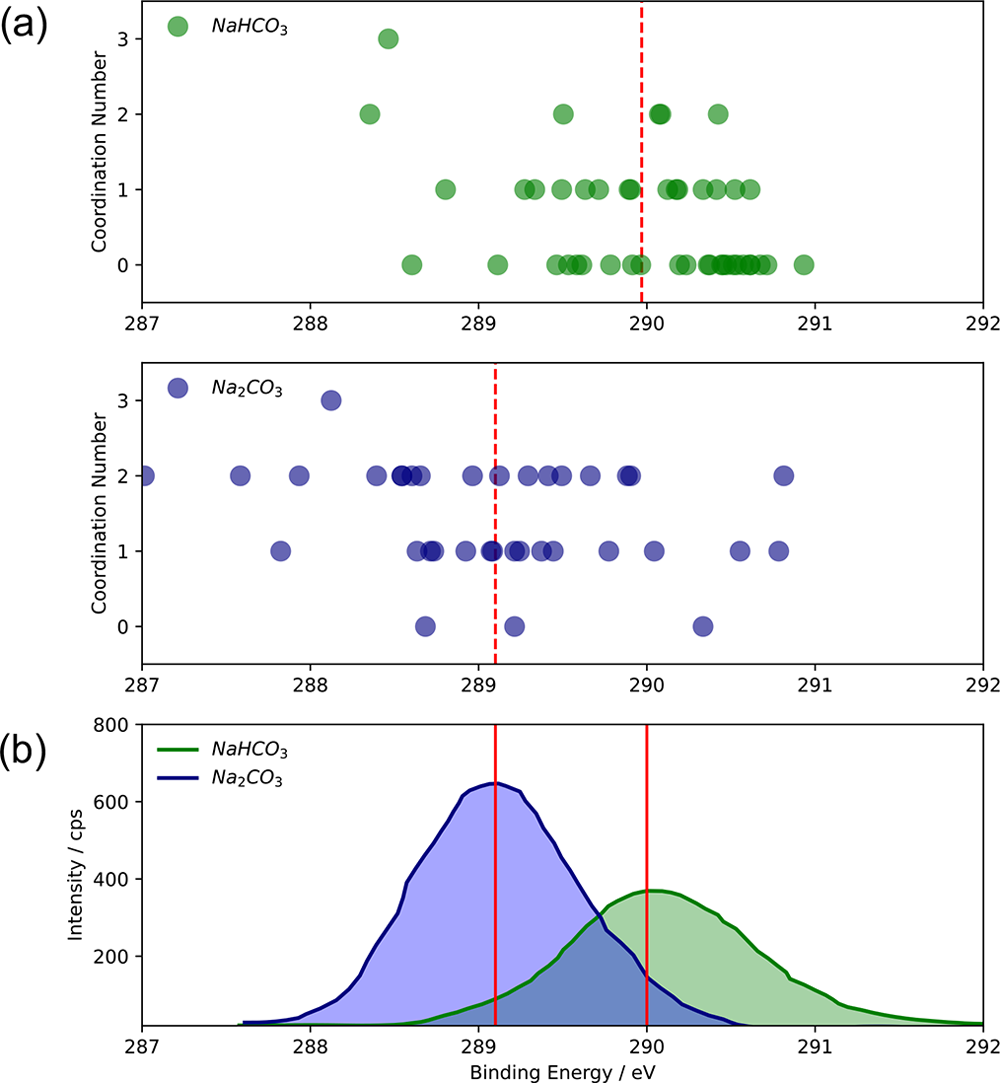 (a)
NaHCO3
Coordination Number
3
2
1
0
287 288 289 290 291 292
Na2CO3
Coordination Number
3
2
1
0
287 288 289 290 291 292
(b)
NaHCO3
Na2CO3
Intensity / cps
800
600
400
200
287 288 289 290 291 292
Binding Energy / eV